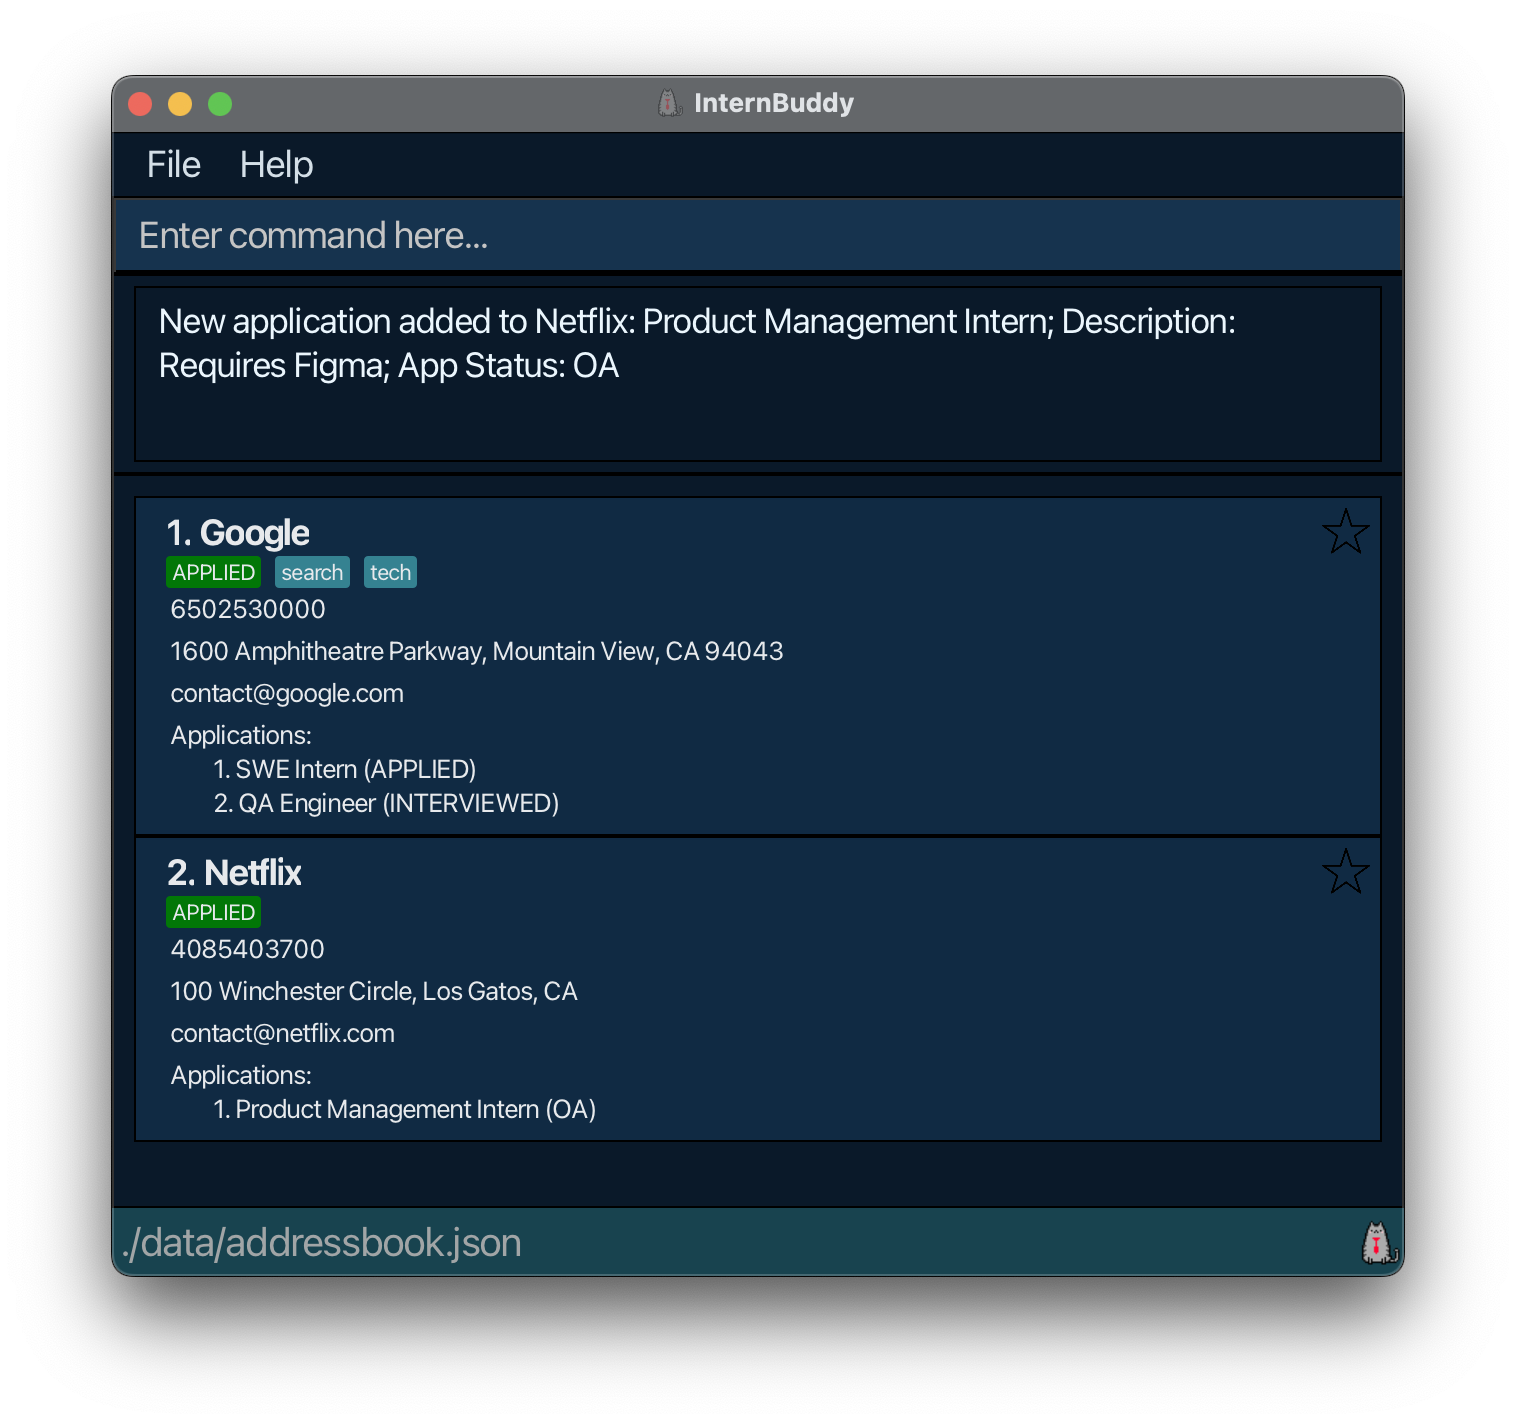 InternBuddy
File Help
Enter command here...
New application added to Netflix: Product Management Intern; Description:
Requires Figma; App Status: OA
1. Google
APPLIED search tech
6502530000
1600 Amphitheatre Parkway, Mountain View, CA 94043
contact@google.com
Applications:
1. SWE Intern (APPLIED)
2. QA Engineer (INTERVIEWED)
2. Netflix
APPLIED
4085403700
100 Winchester Circle, Los Gatos, CA
contact@netflix.com
Applications:
1. Product Management Intern (OA)
./data/addressbook.json